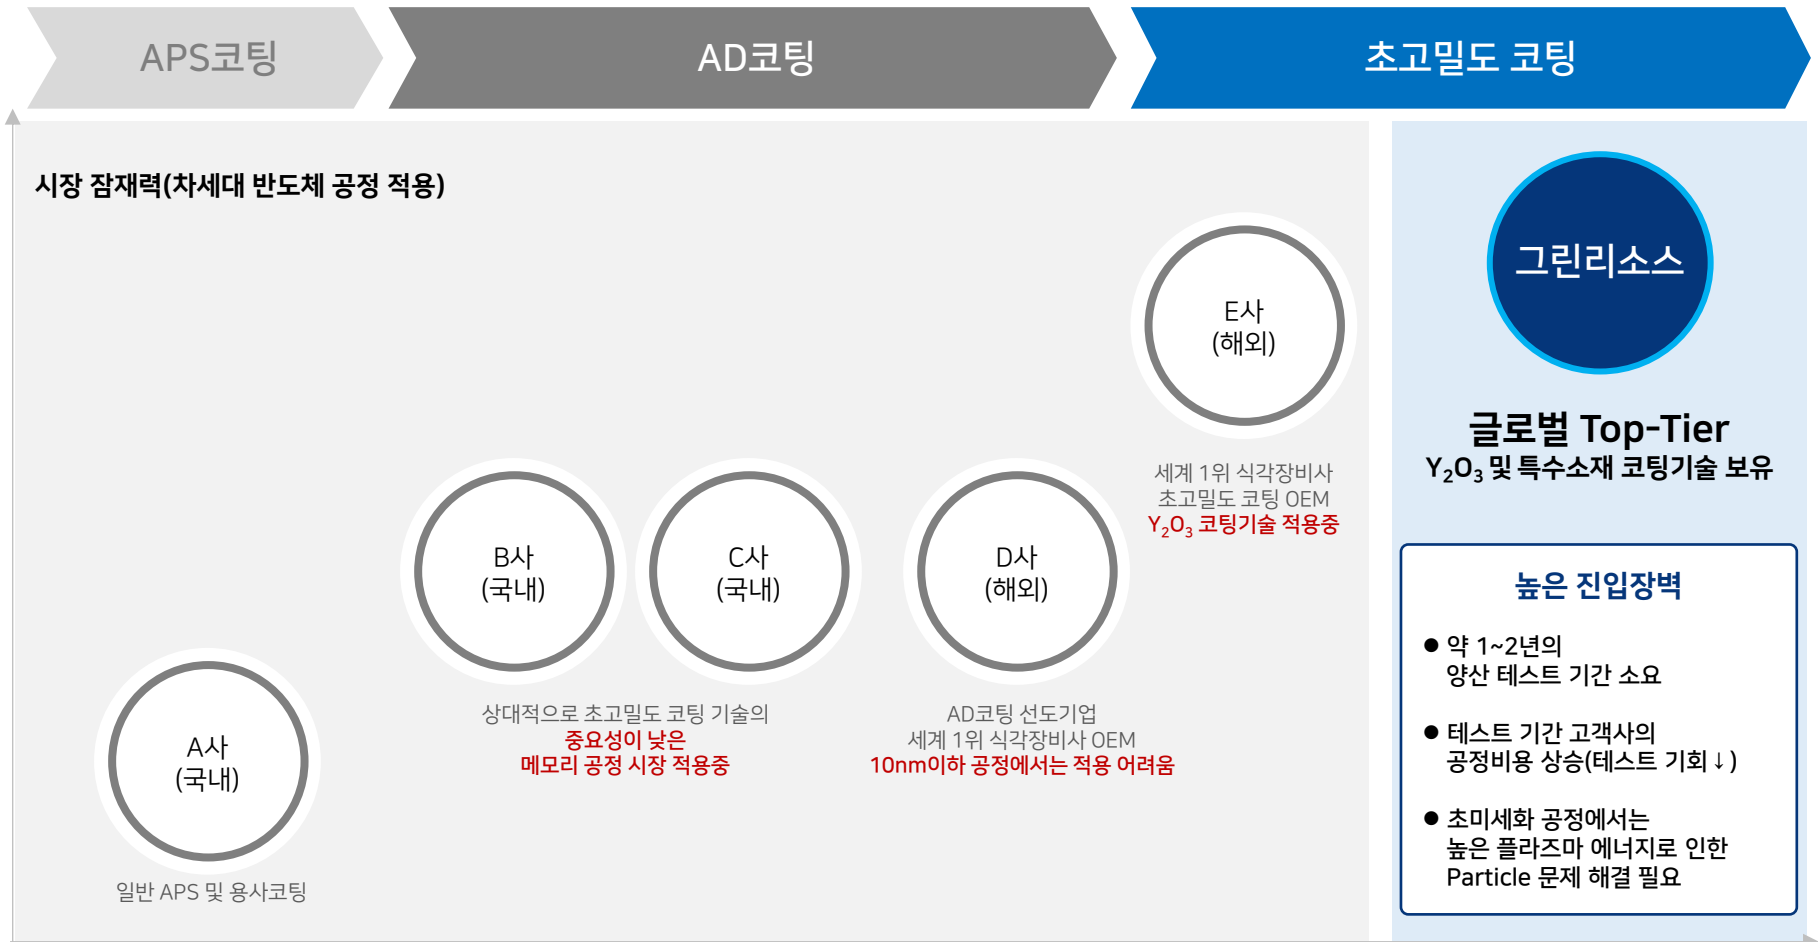 APS코팅
AD코팅
초고밀도 코팅
시장 잠재력(차세대 반도체 공정 적용)
A사
(국내)
일반 APS 및 용사코팅
B사
(국내)
C사
(국내)
상대적으로 초고밀도 코팅 기술의
중요성이 낮은
메모리 공정 시장 적용중
D사
(해외)
AD코팅 선도기업
세계 1위 식각장비사 OEM
10nm이하 공정에서는 적용 어려움
E사
(해외)
세계 1위 식각장비사
초고밀도 코팅 OEM
Y₂O₃ 코팅기술 적용중
그린리소스
글로벌 Top-Tier
Y₂O₃ 및 특수소재 코팅기술 보유
높은 진입장벽
● 약 1~2년의
양산 테스트 기간 소요
● 테스트 기간 고객사의
공정비용 상승(테스트 기회↓)
● 초미세화 공정에서는
높은 플라즈마 에너지로 인한
Particle 문제 해결 필요